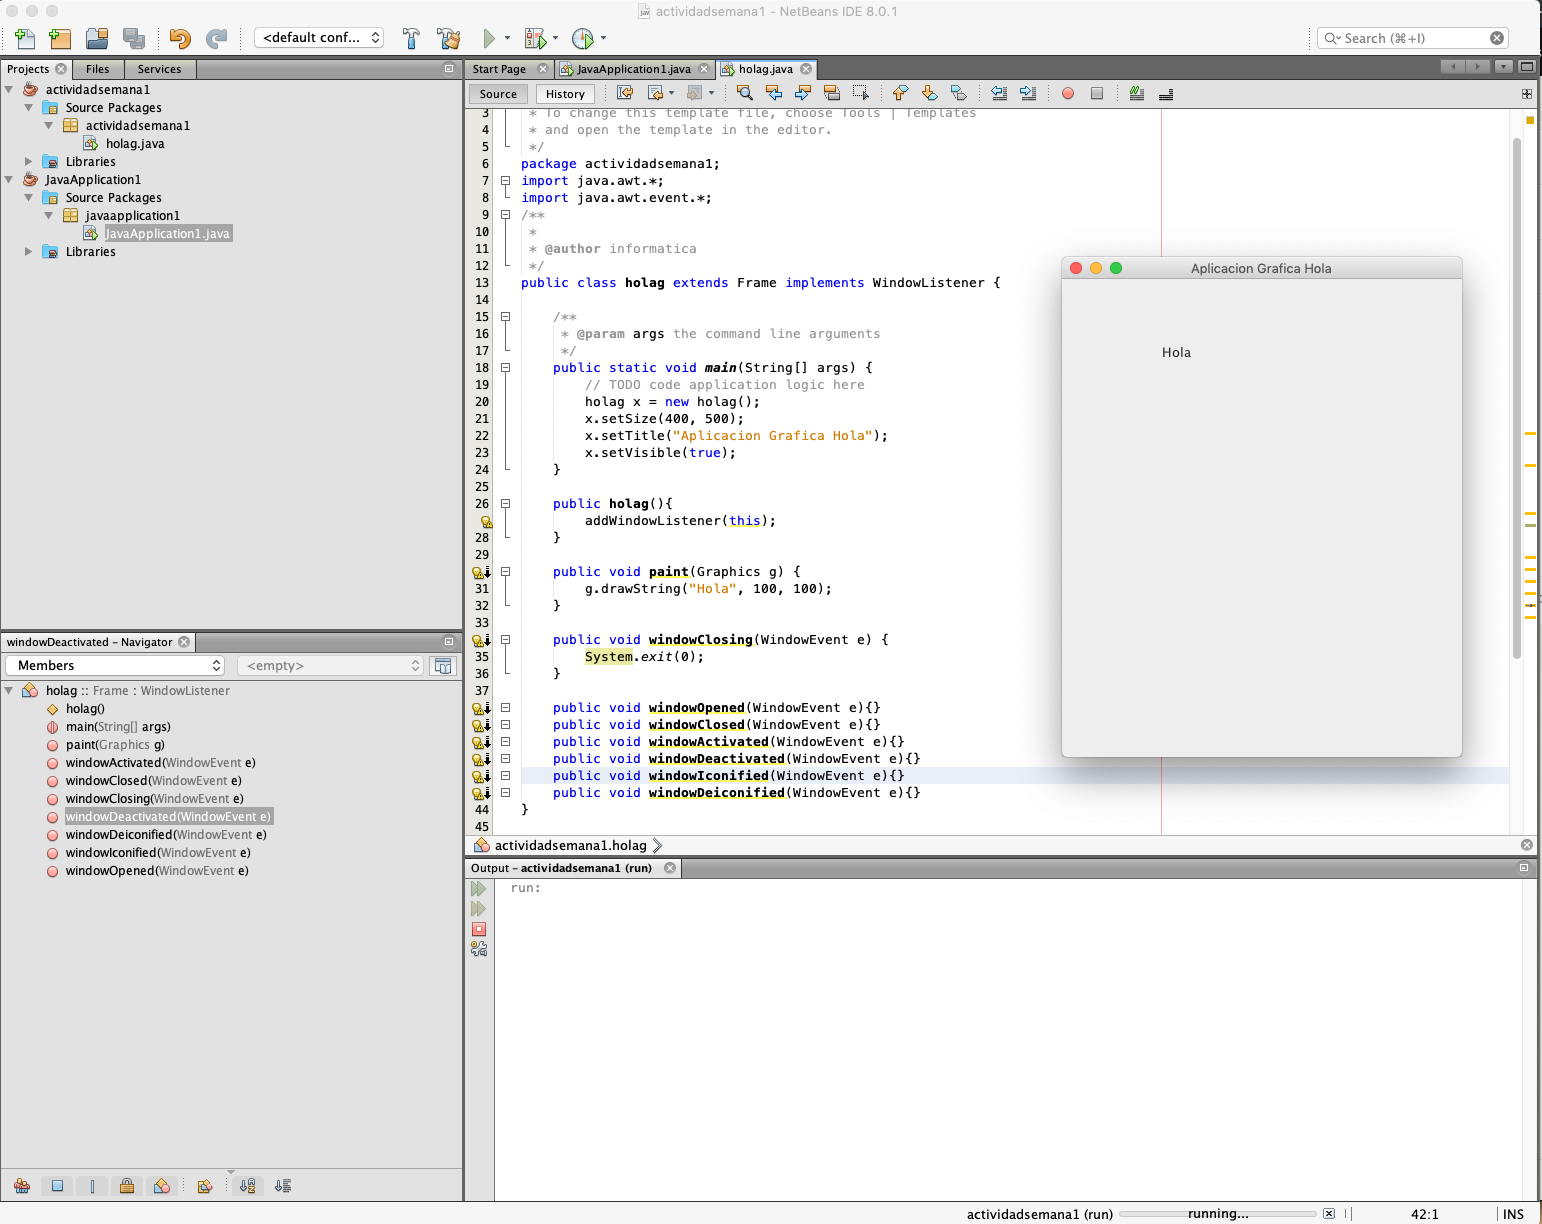 actividadsemana1 - NetBeans IDE 8.0.1
<default conf...
Search (⌘+I)
Projects
Files
Services
actividadsemana1
Source Packages
actividadsemana1
holag.java
Libraries
JavaApplication1
Source Packages
javaapplication1
JavaApplication1.java
Libraries
windowDeactivated - Navigator
Members
<empty>
holag :: Frame : WindowListener
holag()
main(String[] args)
paint(Graphics g)
windowActivated(WindowEvent e)
windowClosed(WindowEvent e)
windowClosing(WindowEvent e)
windowDeactivated(WindowEvent e)
windowDeiconified(WindowEvent e)
windowIconified(WindowEvent e)
windowOpened(WindowEvent e)
Start Page
JavaApplication1.java
holag.java
Source
History
3 * To change this template file, choose Tools | Templates
4 * and open the template in the editor.
5 */
6 package actividadsemana1;
7 import java.awt.*;
8 import java.awt.event.*;
9 /**
10 *
11 * @author informatica
12 */
13 public class holag extends Frame implements WindowListener {
14
15 /**
16 * @param args the command line arguments
17 */
18 public static void main(String[] args) {
19 // TODO code application logic here
20 holag x = new holag();
21 x.setSize(400, 500);
22 x.setTitle("Aplicacion Grafica Hola");
23 x.setVisible(true);
24 }
25
26 public holag(){
addWindowListener(this);
28 }
29
public void paint(Graphics g) {
31 g.drawString("Hola", 100, 100);
32 }
33
public void windowClosing(WindowEvent e) {
35 System.exit(0);
36 }
37
public void windowOpened(WindowEvent e){}
public void windowClosed(WindowEvent e){}
public void windowActivated(WindowEvent e){}
public void windowDeactivated(WindowEvent e){}
public void windowIconified(WindowEvent e){}
public void windowDeiconified(WindowEvent e){}
44 }
45
Aplicacion Grafica Hola
Hola
actividadsemana1.holag
Output - actividadsemana1 (run)
run:
actividadsemana1 (run)
running...
42:1
INS